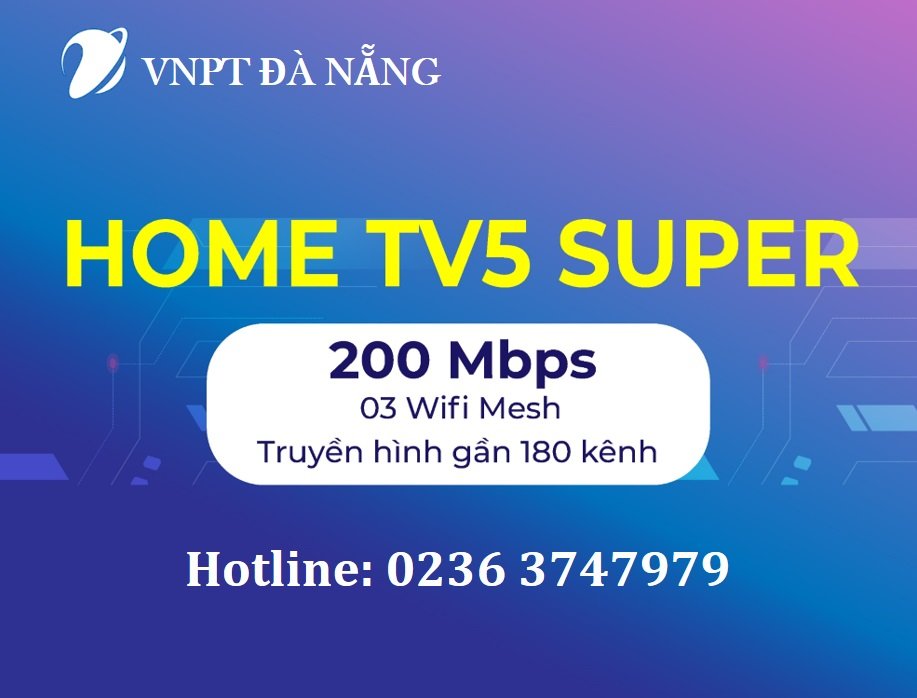 VNPT ĐÀ NẴNG
HOME TV5 SUPER
200 Mbps
03 Wifi Mesh
Truyền hình gần 180 kênh
Hotline: 0236 3747979